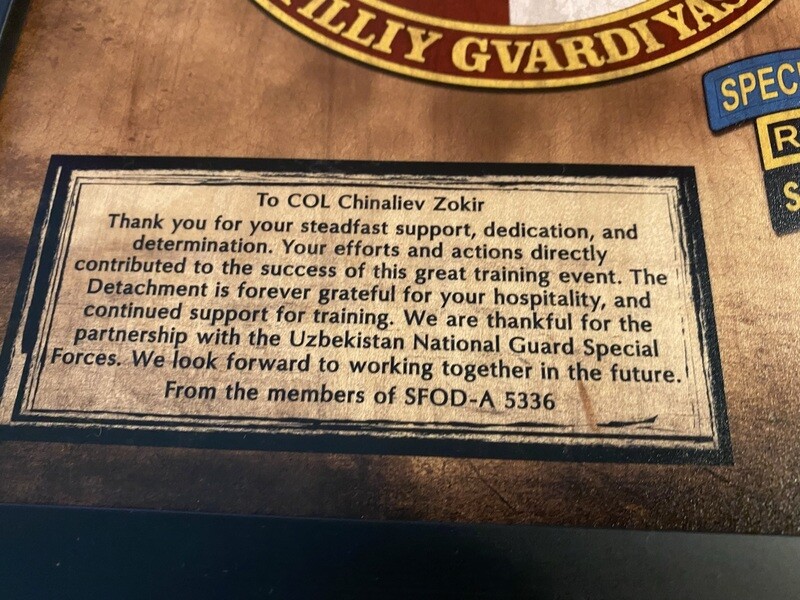 ILLIY GVARDIYAS
SPEC
R
S
To COL Chinaliev Zokir
Thank you for your steadfast support, dedication, and
determination. Your efforts and actions directly
contributed to the success of this great training event. The
Detachment is forever grateful for your hospitality, and
continued support for training. We are thankful for the
partnership with the Uzbekistan National Guard Special
Forces. We look forward to working together in the future.
From the members of SFOD-A 5336